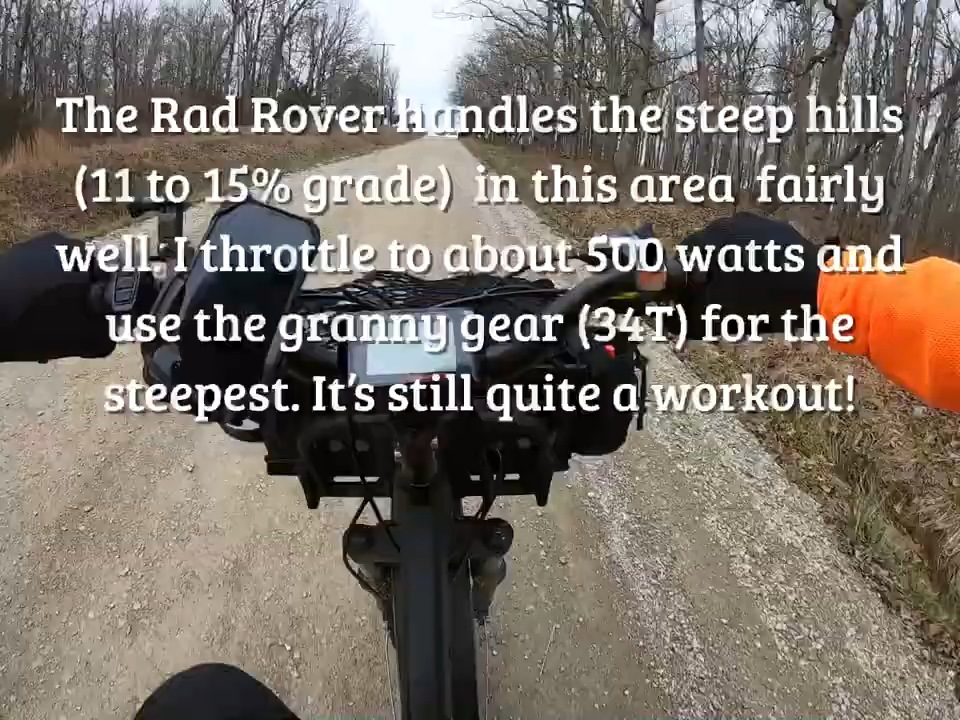 The Rad Rover handles the steep hills
(11 to 15% grade) in this area fairly
well. I throttle to about 500 watts and
use the granny gear (34T) for the
steepest. It's still quite a workout!